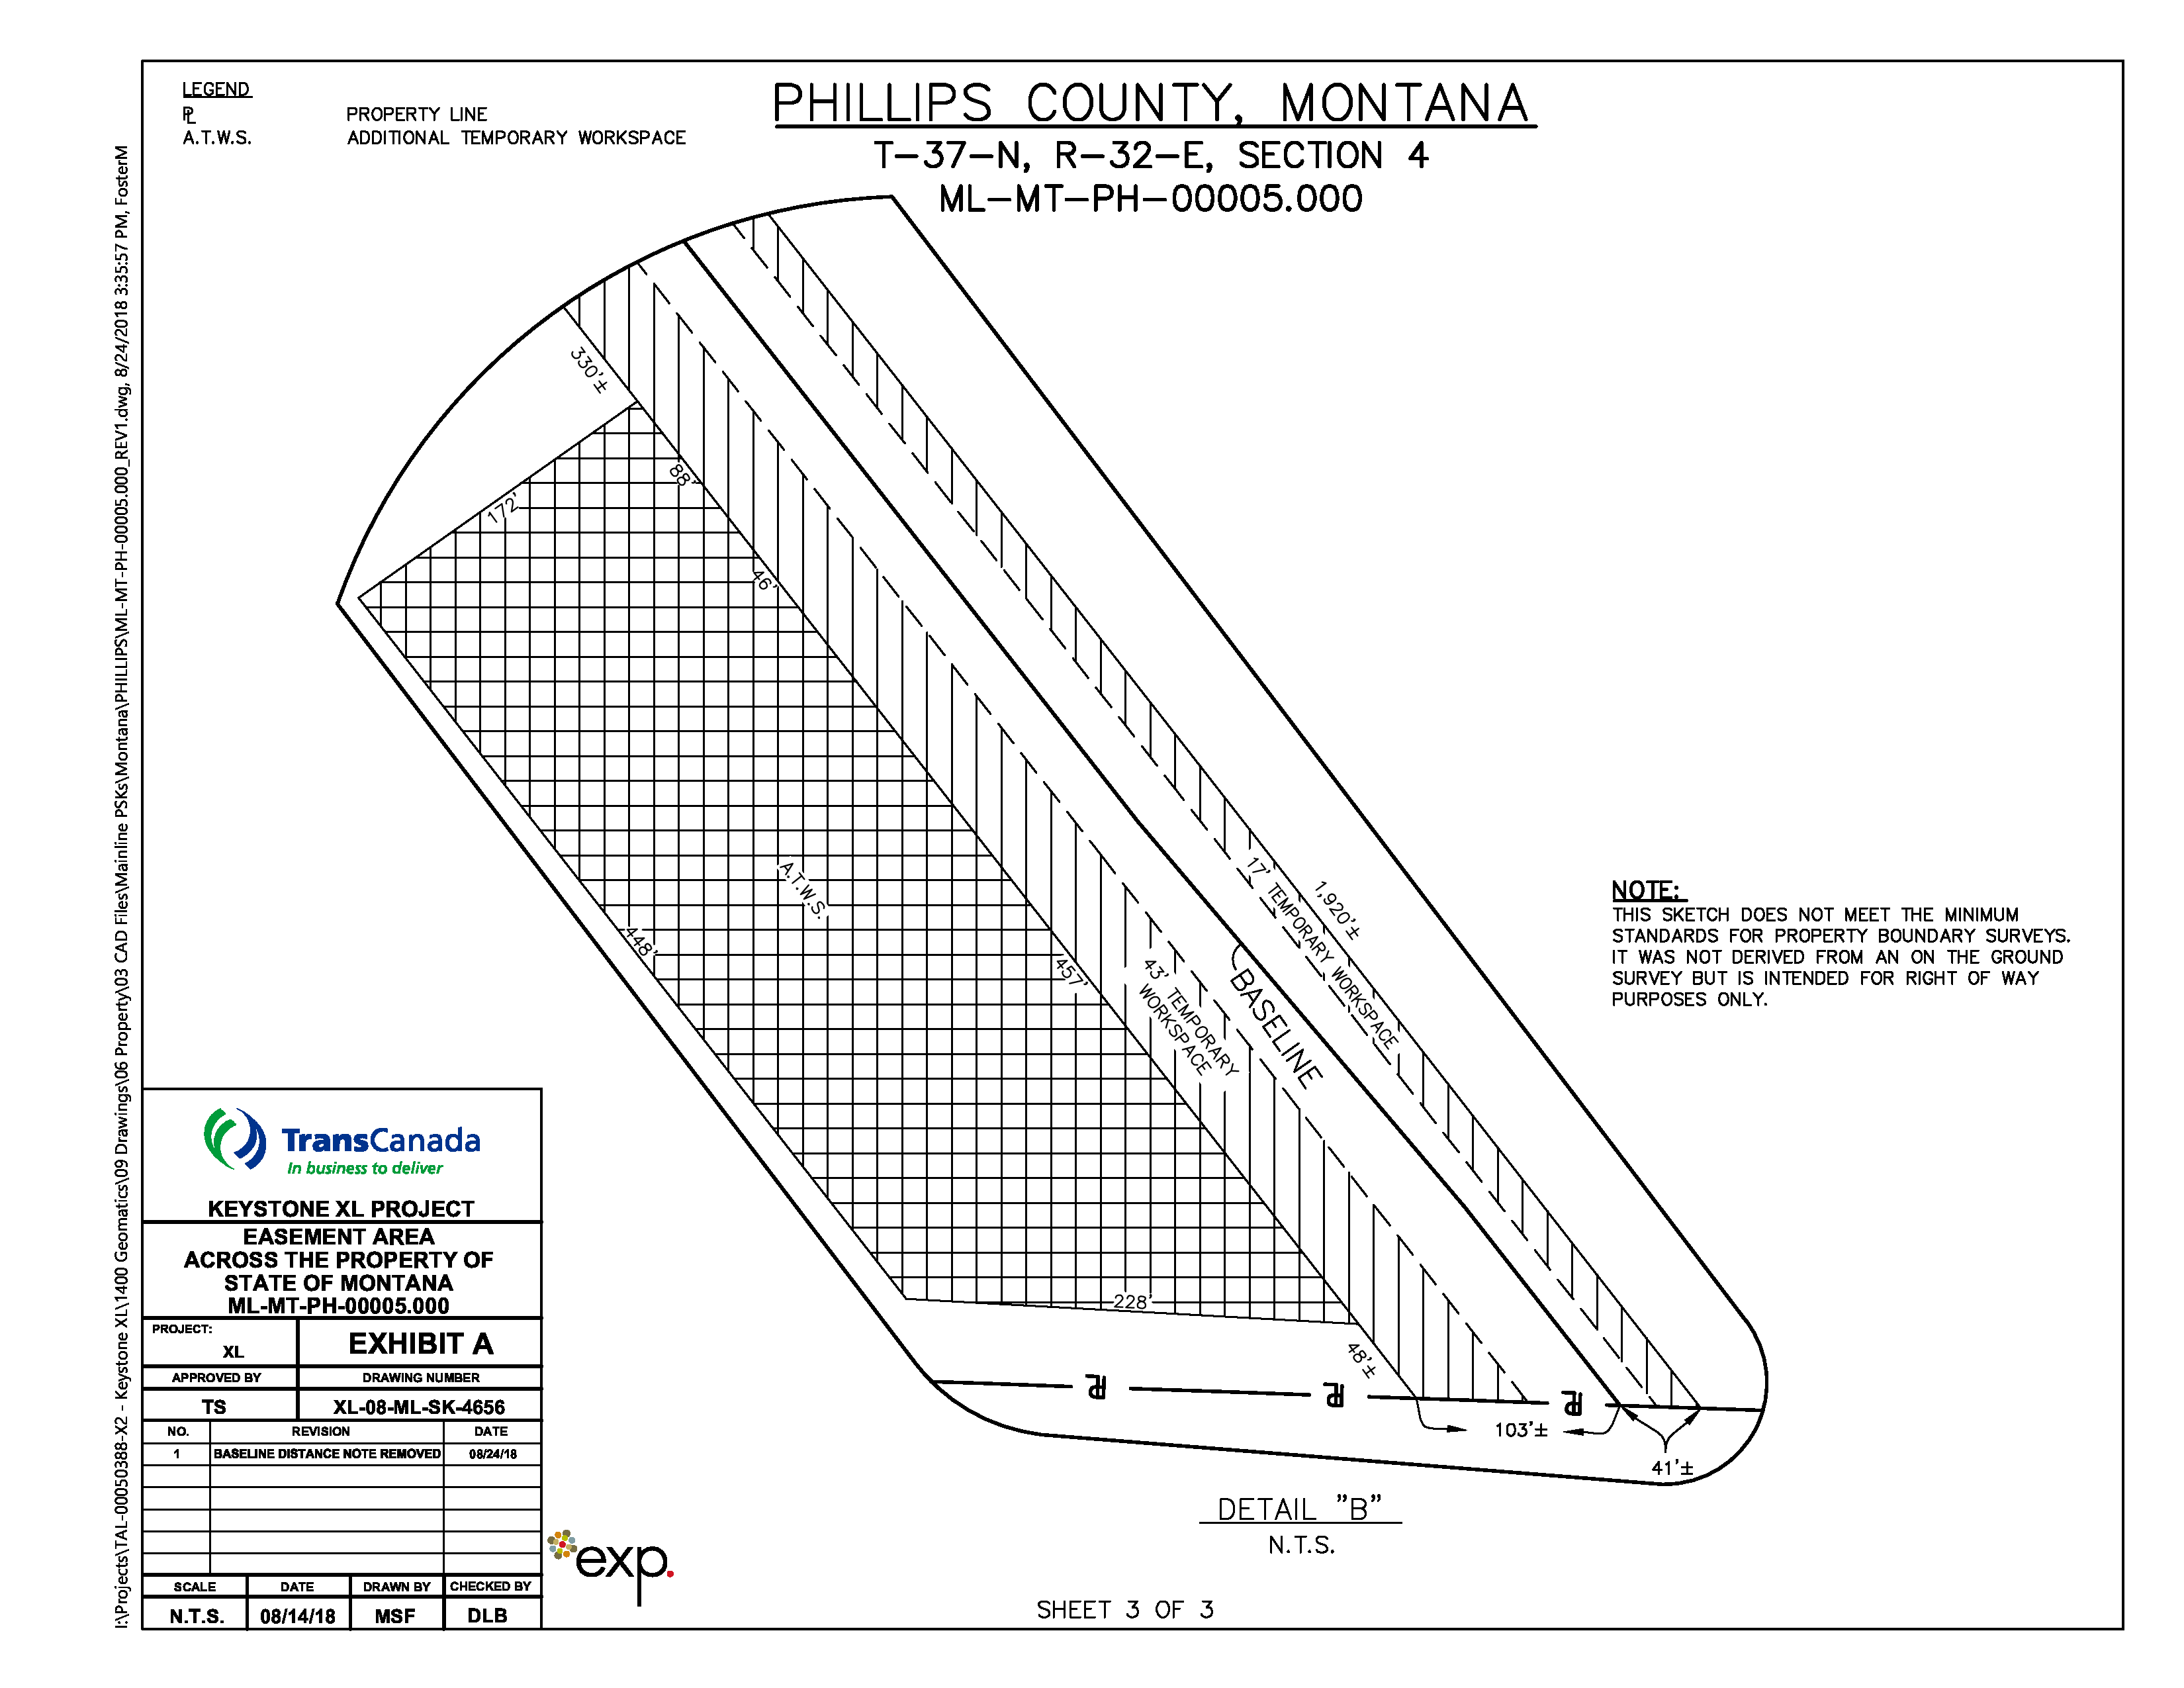 LEGEND
PL PROPERTY LINE
A.T.W.S. ADDITIONAL TEMPORARY WORKSPACE
PHILLIPS COUNTY, MONTANA
T-37-N, R-32-E, SECTION 4
ML-MT-PH-00005.000
I:\Projects\TAL-00050388-X2 - Keystone XL\1400 Geomatics\09 Drawings\06 Property\03 CAD Files\Mainline PSKs\Montana\PHILLIPS\ML-MT-PH-00005.000_REV1.dwg, 8/24/2018 3:35:57 PM, FosterM
330'±
88'
172'
46'
A.T.W.S.
448'
457'
43' TEMPORARY
WORKSPACE
BASELINE
17' TEMPORARY WORKSPACE
1,920'±
228'
48'±
PL
PL
PL
103'±
41'±
NOTE:
THIS SKETCH DOES NOT MEET THE MINIMUM
STANDARDS FOR PROPERTY BOUNDARY SURVEYS.
IT WAS NOT DERIVED FROM AN ON THE GROUND
SURVEY BUT IS INTENDED FOR RIGHT OF WAY
PURPOSES ONLY.
TransCanada
In business to deliver
KEYSTONE XL PROJECT
EASEMENT AREA
ACROSS THE PROPERTY OF
STATE OF MONTANA
ML-MT-PH-00005.000
PROJECT:
XL
EXHIBIT A
APPROVED BY DRAWING NUMBER
TS XL-08-ML-SK-4656
NO. REVISION DATE
1 BASELINE DISTANCE NOTE REMOVED 08/24/18
SCALE DATE DRAWN BY CHECKED BY
N.T.S. 08/14/18 MSF DLB
exp.
DETAIL "B"
N.T.S.
SHEET 3 OF 3